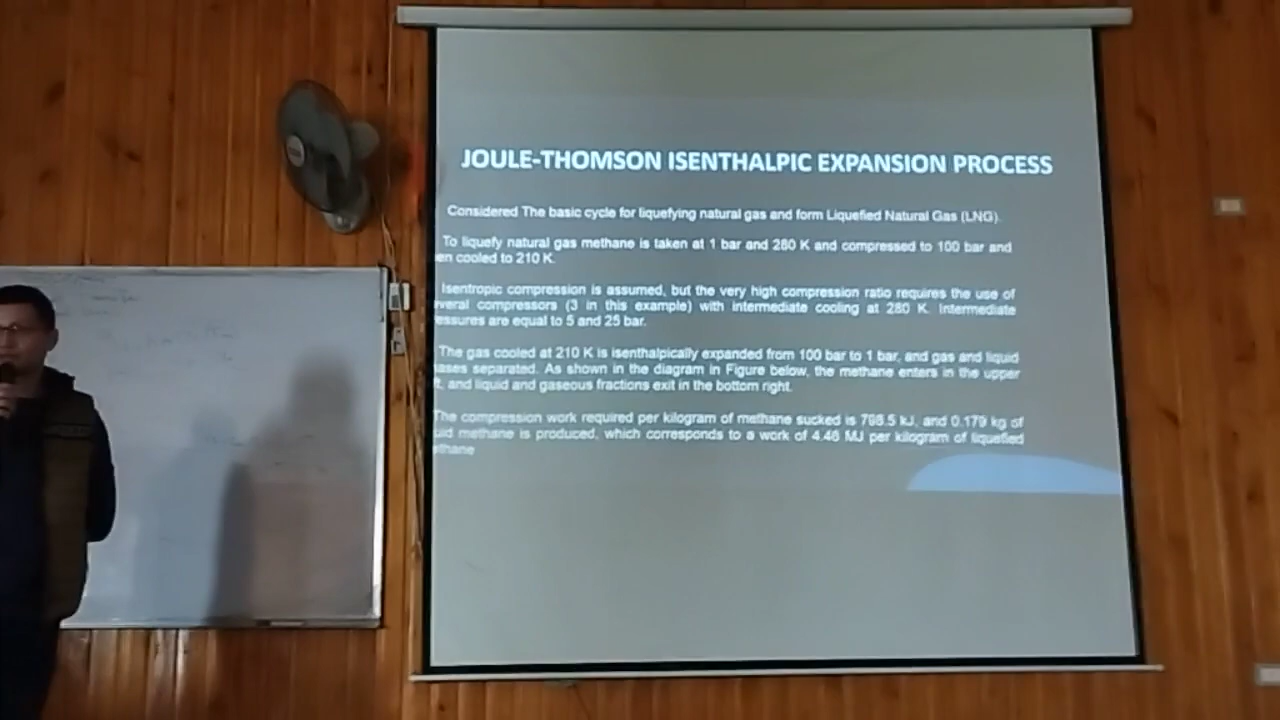 JOULE-THOMSON ISENTHALPIC EXPANSION PROCESS
Considered The basic cycle for liquefying natural gas and form Liquefied Natural Gas (LNG).
To liquefy natural gas methane is taken at 1 bar and 280 K and compressed to 100 bar and
en cooled to 210 K.
Isentropic compression is assumed, but the very high compression ratio requires the use of
veral compressors (3 in this example) with intermediate cooling at 280 K. Intermediate
essures are equal to 5 and 25 bar.
The gas cooled at 210 K is isenthalpically expanded from 100 bar to 1 bar, and gas and liquid
ases separated. As shown in the diagram in Figure below, the methane enters in the upper
t, and liquid and gaseous fractions exit in the bottom right.
The compression work required per kilogram of methane sucked is 798.5 kJ, and 0.179 kg of
uid methane is produced, which corresponds to a work of 4.46 MJ per kilogram of liquefied
ethane